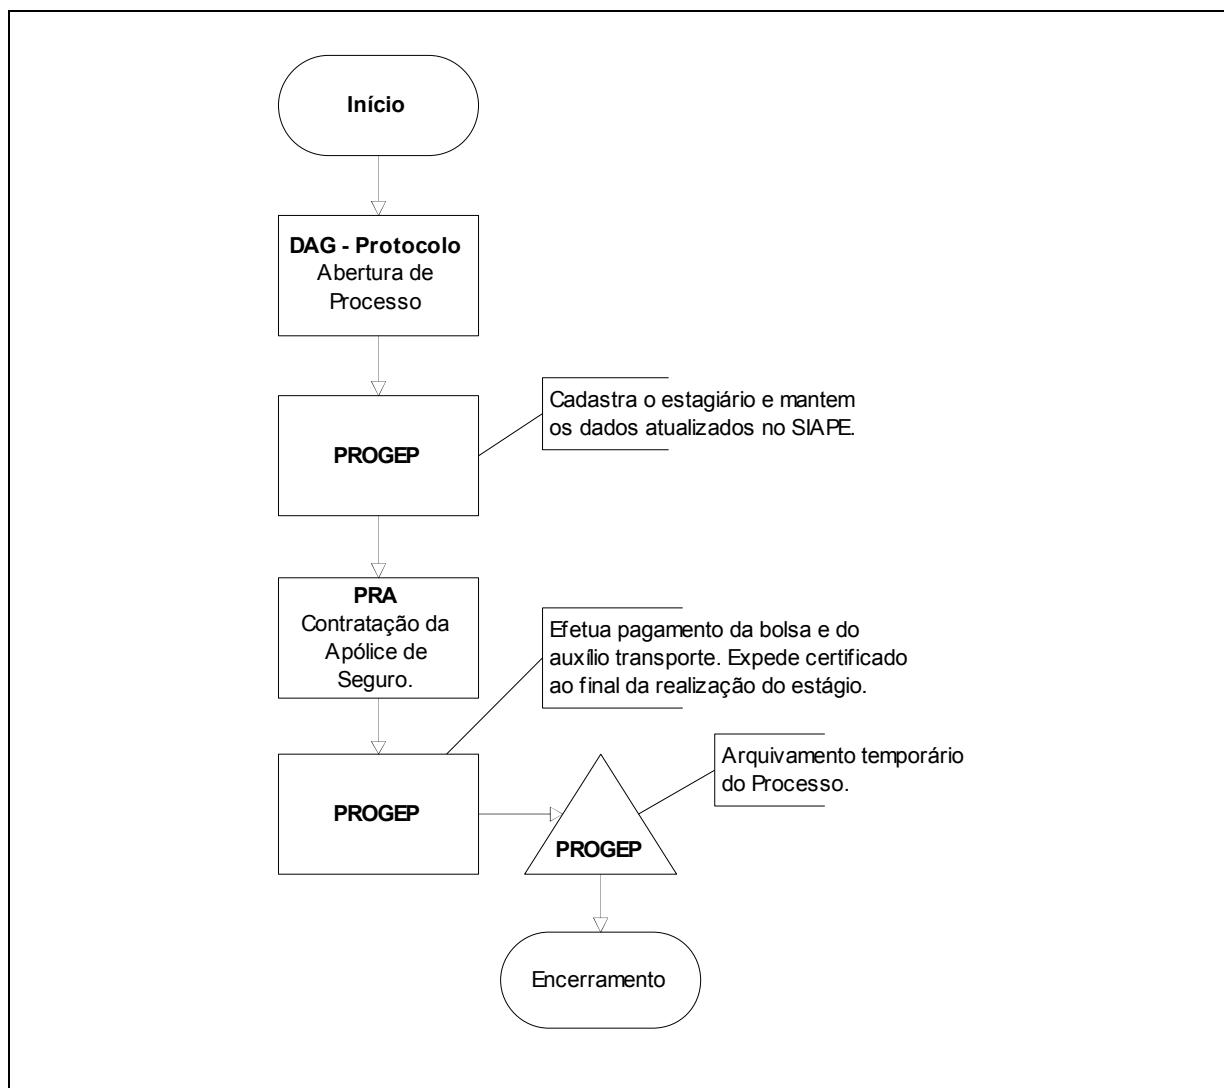 Início
DAG - Protocolo
Abertura de
Processo
Cadastra o estagiário e mantem
os dados atualizados no SIAPE.
PROGEP
PRA
Contratação da
Apólice de
Seguro.
Efetua pagamento da bolsa e do
auxílio transporte. Expede certificado
ao final da realização do estágio.
PROGEP
Arquivamento temporário
do Processo.
PROGEP
Encerramento